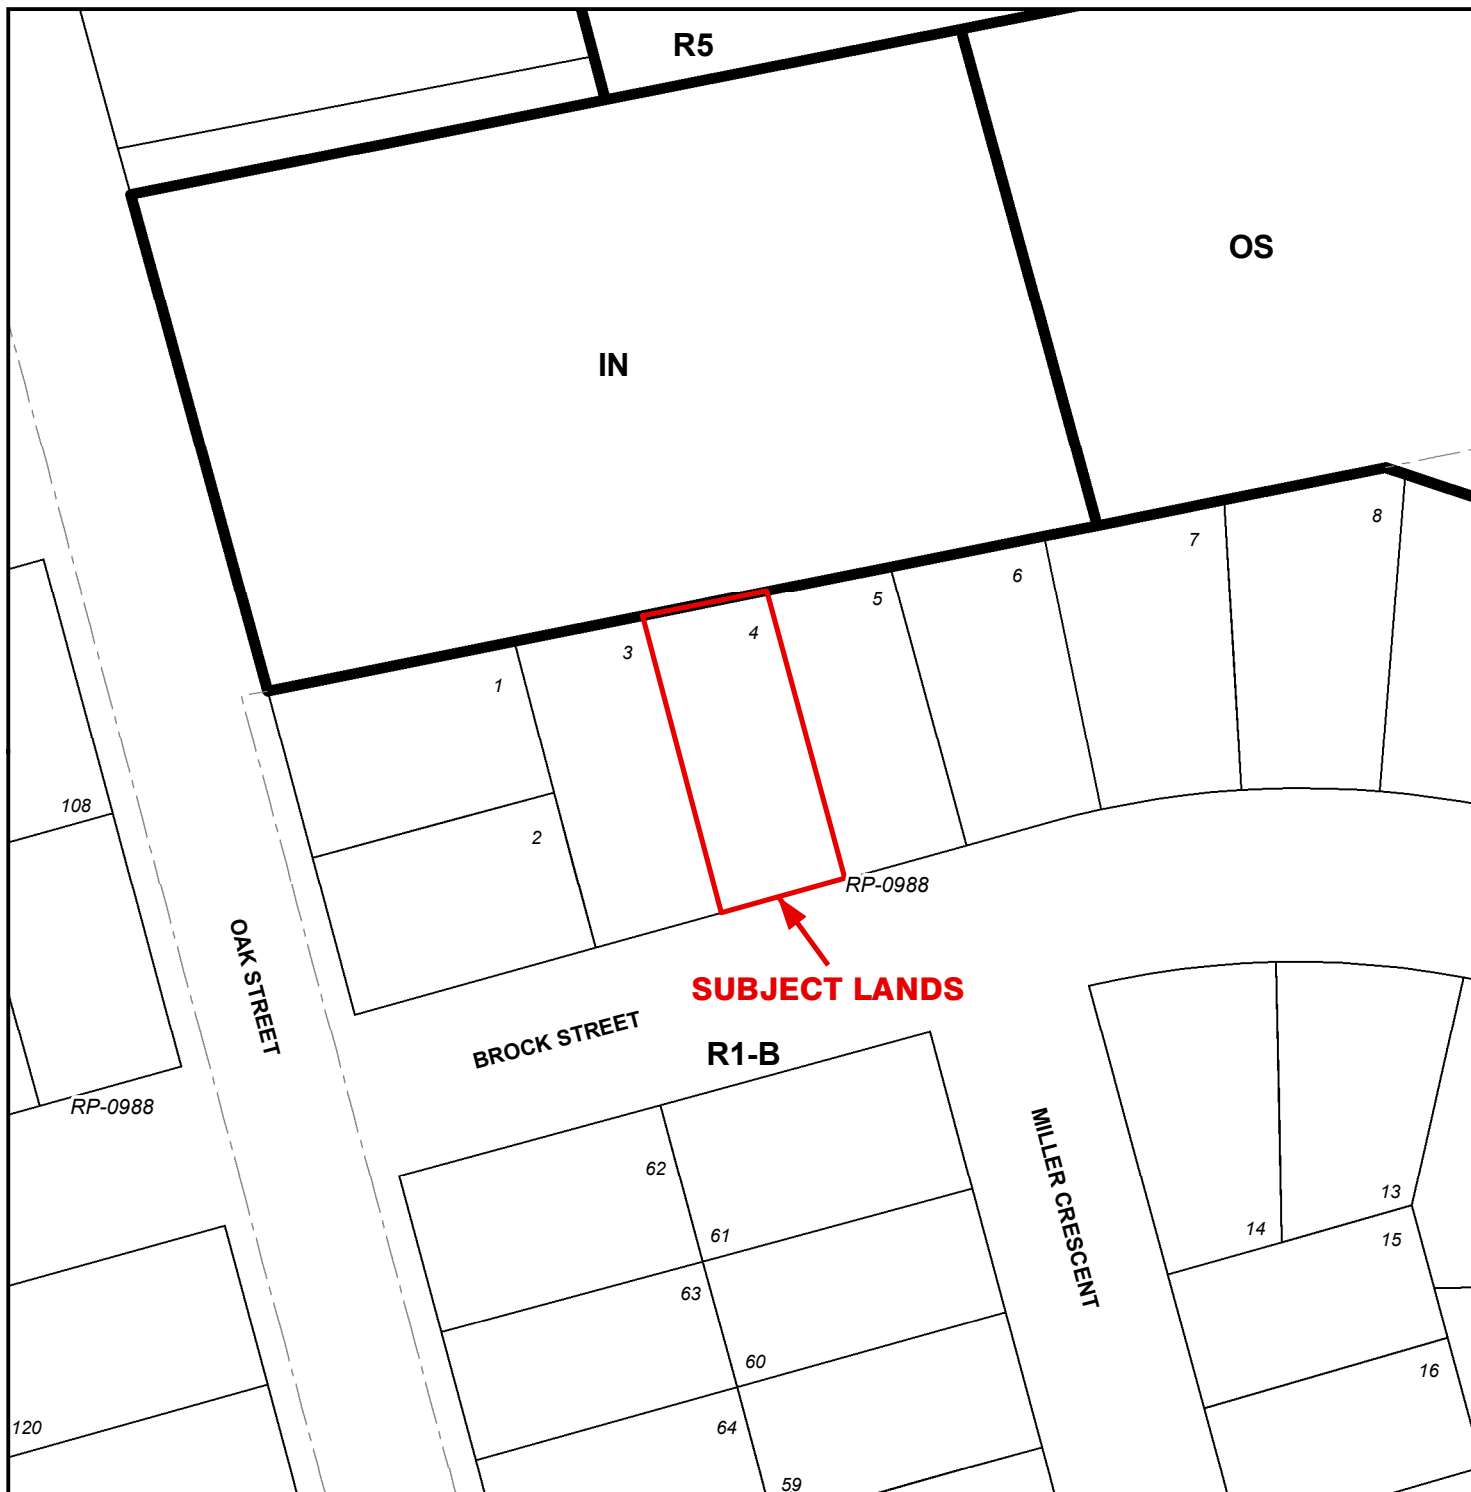 R5
OS
IN
8
7
6
5
4
3
1
108
2
RP-0988
OAK STREET
SUBJECT LANDS
BROCK STREET
R1-B
RP-0988
MILLER CRESCENT
62
13
14
61
15
63
60
16
120
64
59